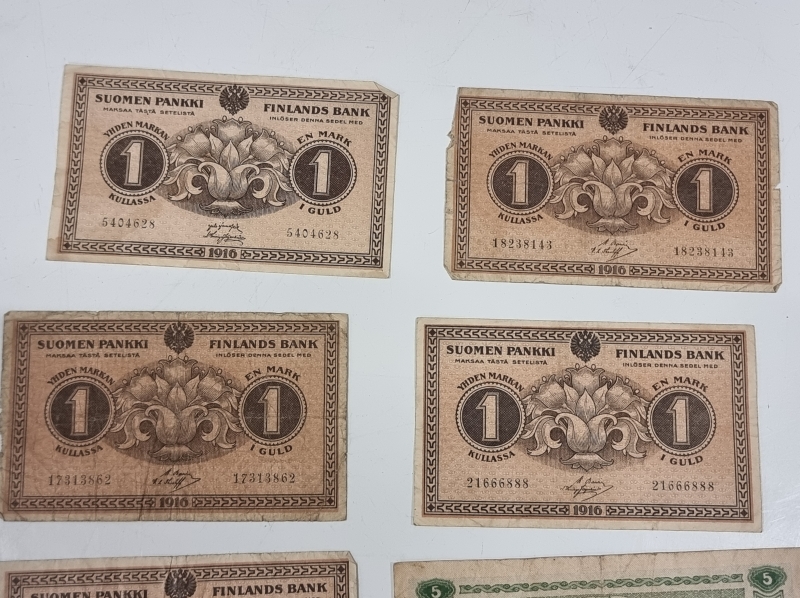 SUOMEN PANKKI FINLANDS BANK
MAKSAA TÄSTÄ SETELISTÄ INLÖSER DENNA SEDEL MED
YHDEN MARKAN EN MARK
1 1
KULLASSA I GULD
5404628 5404628
1916
SUOMEN PANKKI FINLANDS BANK
MAKSAA TÄSTÄ SETELISTÄ INLÖSER DENNA SEDEL MED
YHDEN MARKAN EN MARK
1 1
KULLASSA I GULD
18238143 18238143
1916
SUOMEN PANKKI FINLANDS BANK
MAKSAA TÄSTÄ SETELISTÄ INLÖSER DENNA SEDEL MED
YHDEN MARKAN EN MARK
1 1
KULLASSA I GULD
17313862 17313862
1916
SUOMEN PANKKI FINLANDS BANK
MAKSAA TÄSTÄ SETELISTÄ INLÖSER DENNA SEDEL MED
YHDEN MARKAN EN MARK
1 1
KULLASSA I GULD
21666888 21666888
1916
SUOMEN PANKKI FINLANDS BANK
5 5